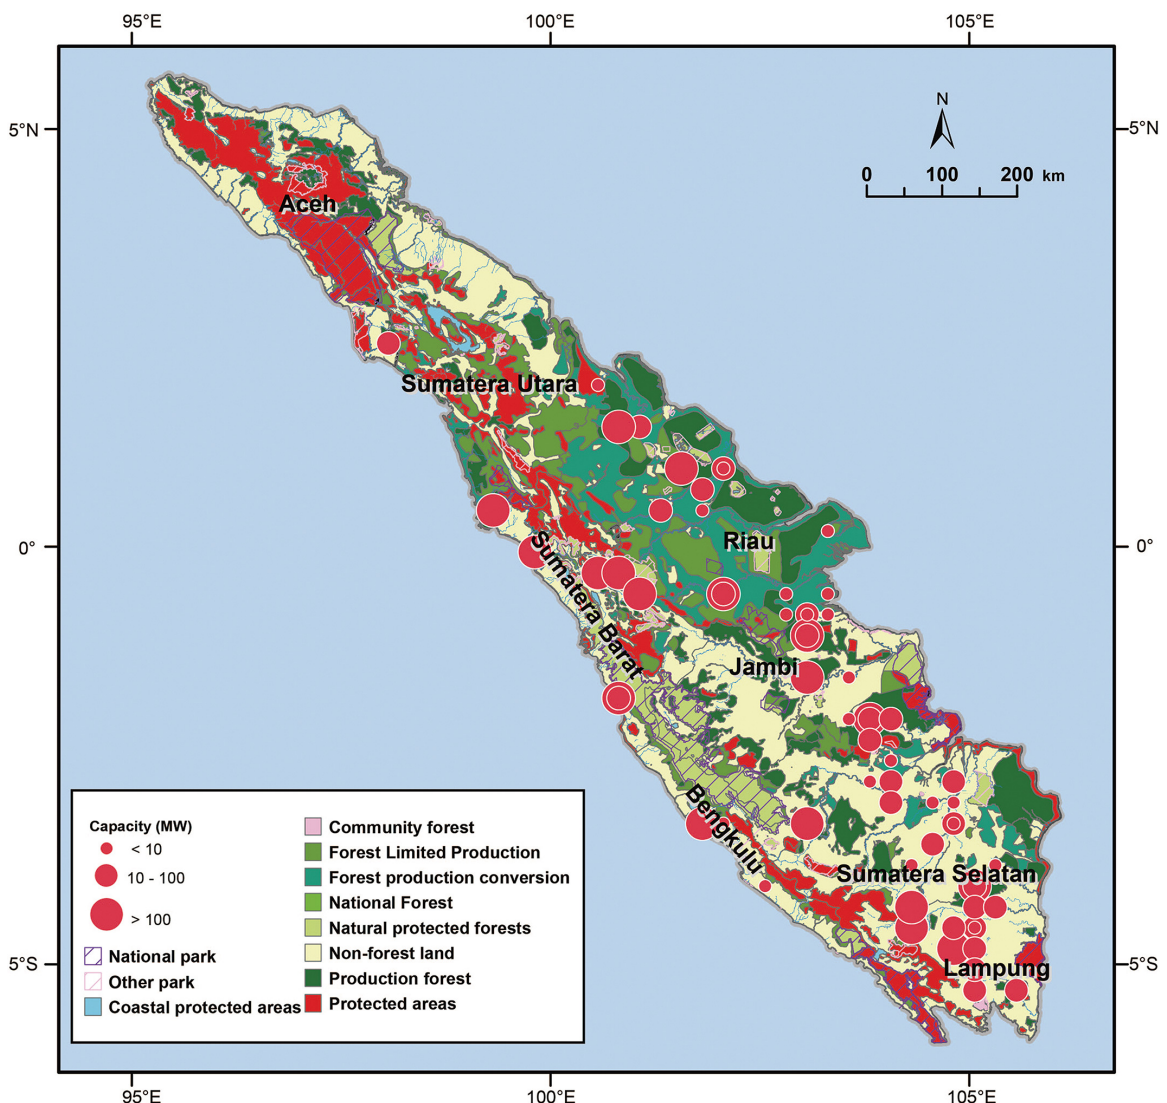 95°E 100°E 105°E
5°N 5°N
N
0 100 200 km
Aceh
Sumatera Utara
Riau
0° 0°
Sumatera Barat
Jambi
Bengkulu
Sumatera Selatan
Lampung
5°S 5°S
Capacity (MW)
< 10
10 - 100
> 100
National park
Other park
Coastal protected areas
Community forest
Forest Limited Production
Forest production conversion
National Forest
Natural protected forests
Non-forest land
Production forest
Protected areas
95°E 100°E 105°E